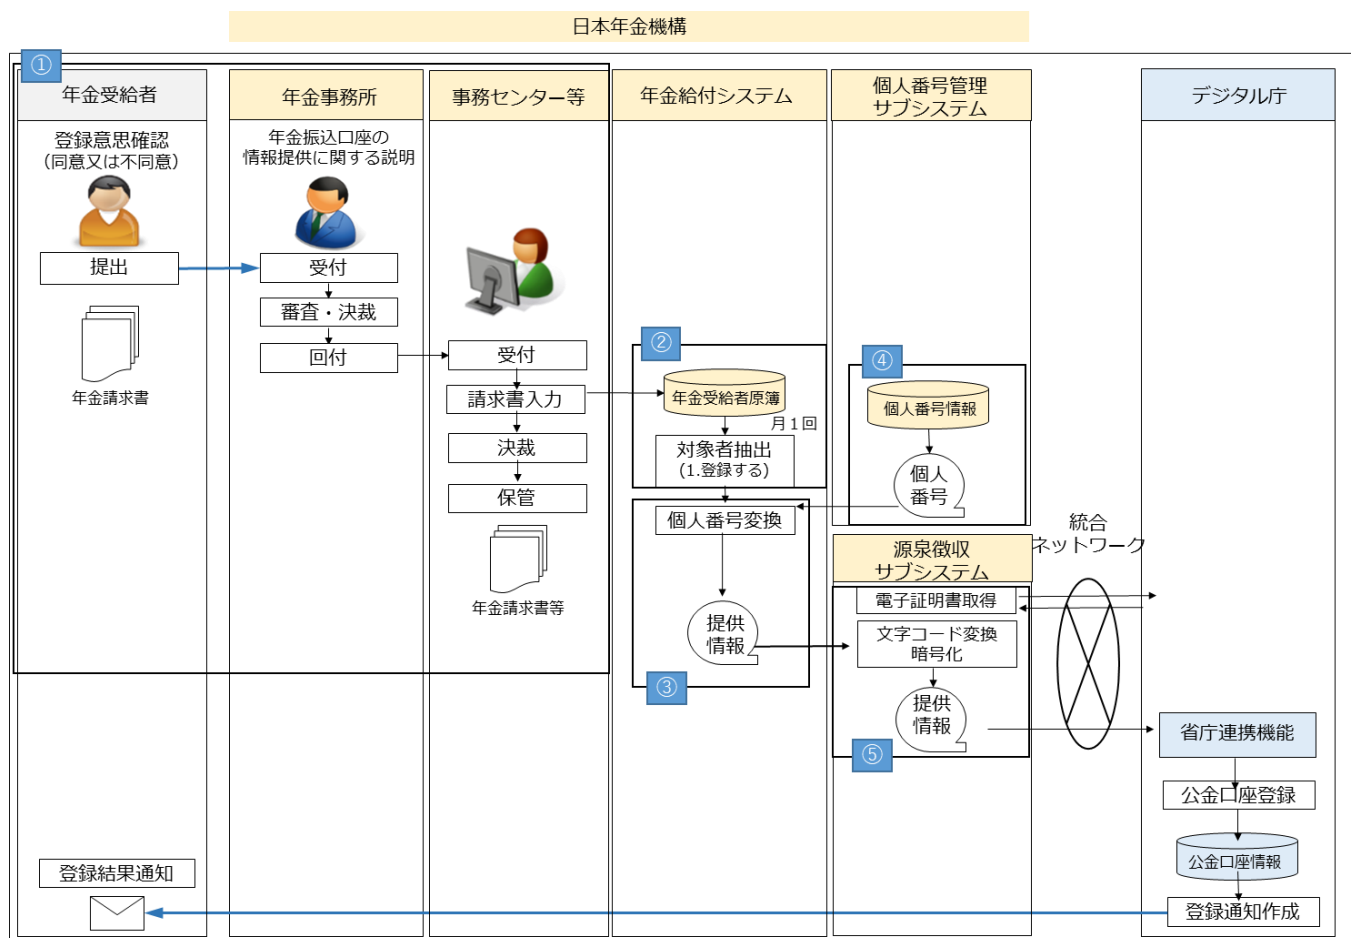 日本年金機構
①
年金受給者
登録意思確認
（同意又は不同意）
提出
年金請求書
登録結果通知
年金事務所
年金振込口座の
情報提供に関する説明
受付
審査・決裁
回付
事務センター等
受付
請求書入力
決裁
保管
年金請求書等
年金給付システム
②
年金受給者原簿
月１回
対象者抽出
(1.登録する)
個人番号変換
提供
情報
③
個人番号管理
サブシステム
④
個人番号情報
個人
番号
源泉徴収
サブシステム
電子証明書取得
文字コード変換
暗号化
提供
情報
⑤
統合
ネットワーク
デジタル庁
省庁連携機能
公金口座登録
公金口座情報
登録通知作成